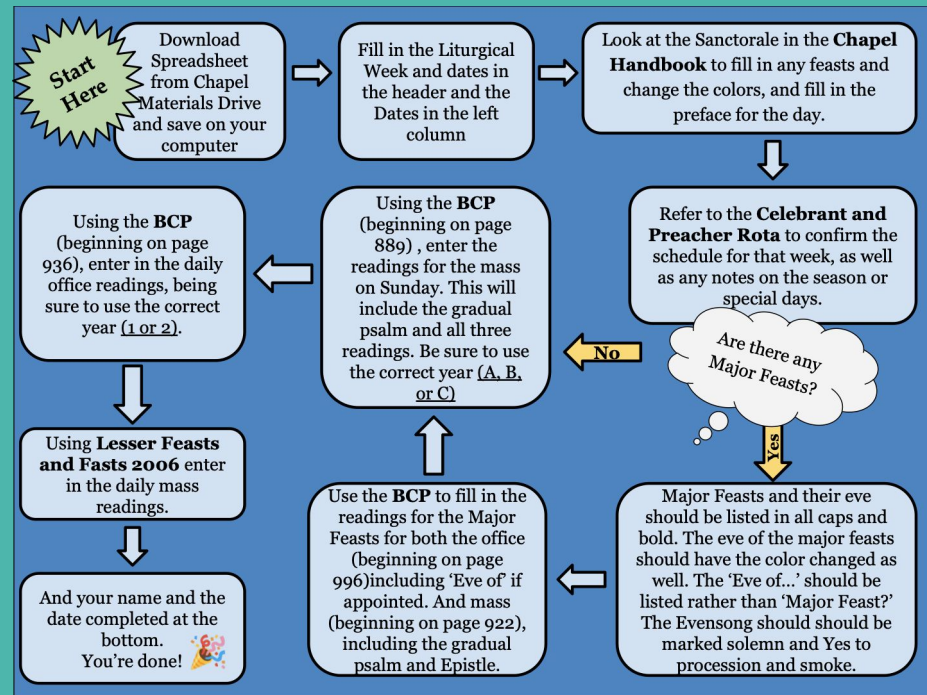 Start
Here
Download
Spreadsheet
from Chapel
Materials Drive
and save on your
computer
Fill in the Liturgical
Week and dates in
the header and the
Dates in the left
column
Look at the Sanctorale in the Chapel
Handbook to fill in any feasts and
change the colors, and fill in the
preface for the day.
Refer to the Celebrant and
Preacher Rota to confirm the
schedule for that week, as well
as any notes on the season or
special days.
Are there any
Major Feasts?
No
Yes
Major Feasts and their eve
should be listed in all caps and
bold. The eve of the major feasts
should have the color changed as
well. The ‘Eve of...’ should be
listed rather than ‘Major Feast?’
The Evensong should should be
marked solemn and Yes to
procession and smoke.
Use the BCP to fill in the
readings for the Major
Feasts for both the office
(beginning on page
996)including ‘Eve of’ if
appointed. And mass
(beginning on page 922),
including the gradual
psalm and Epistle.
Using the BCP
(beginning on page
889) , enter the
readings for the mass
on Sunday. This will
include the gradual
psalm and all three
readings. Be sure to use
the correct year (A, B,
or C)
Using the BCP
(beginning on page
936), enter in the daily
office readings, being
sure to use the correct
year (1 or 2).
Using Lesser Feasts
and Fasts 2006 enter
in the daily mass
readings.
And your name and the
date completed at the
bottom.
You’re done!